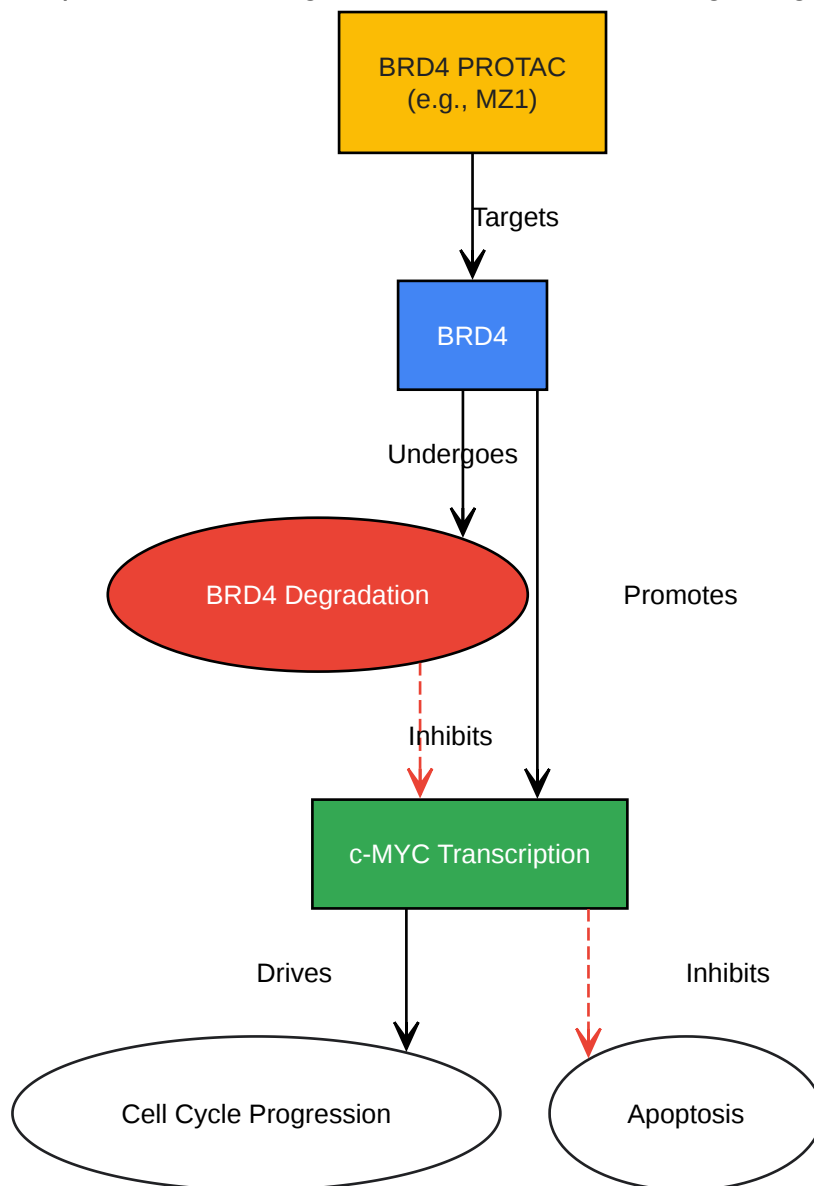 BRD4 PROTAC
(e.g., MZ1)
Targets
BRD4
Undergoes
BRD4 Degradation
Promotes
Inhibits
c-MYC Transcription
Drives
Inhibits
Cell Cycle Progression
Apoptosis